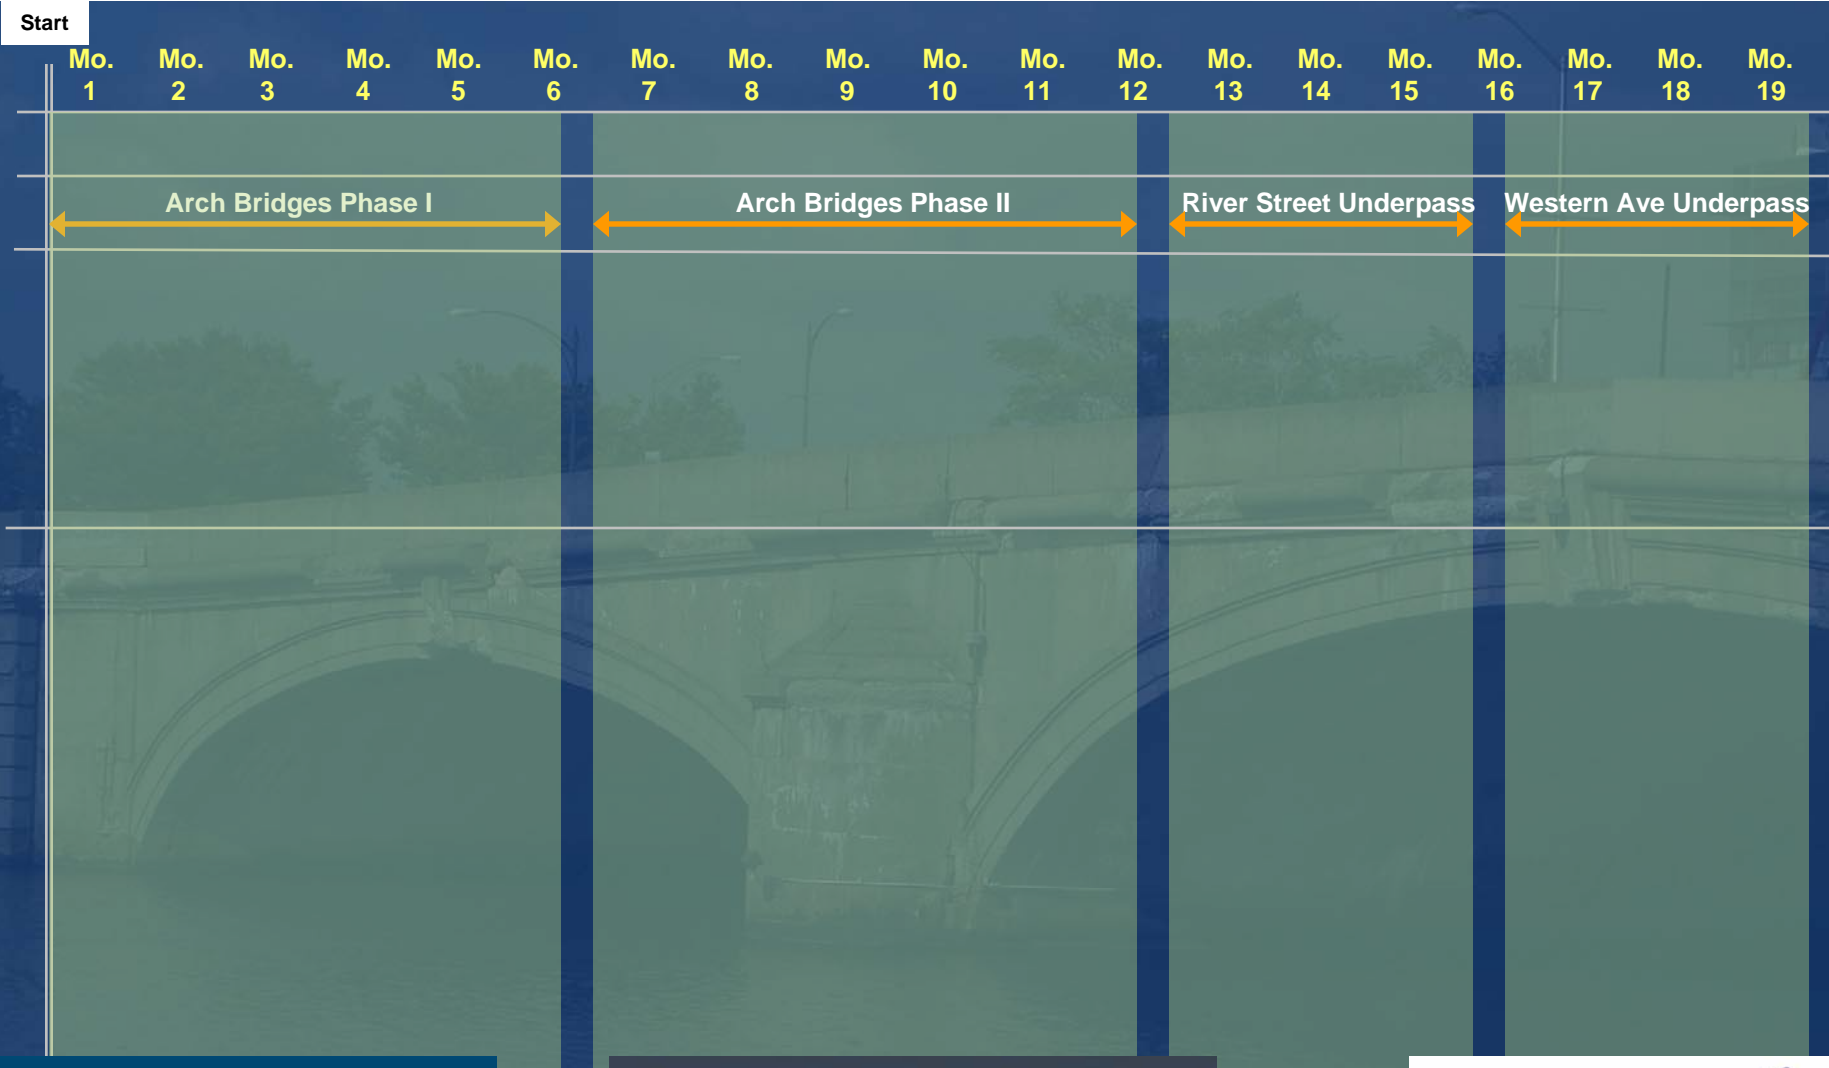 Start
Mo. Mo. Mo. Mo. Mo. Mo. Mo. Mo. Mo. Mo. Mo. Mo. Mo. Mo. Mo. Mo. Mo. Mo. Mo.
1 2 3 4 5 6 7 8 9 10 11 12 13 14 15 16 17 18 19
Arch Bridges Phase I Arch Bridges Phase II River Street Underpass Western Ave Underpass